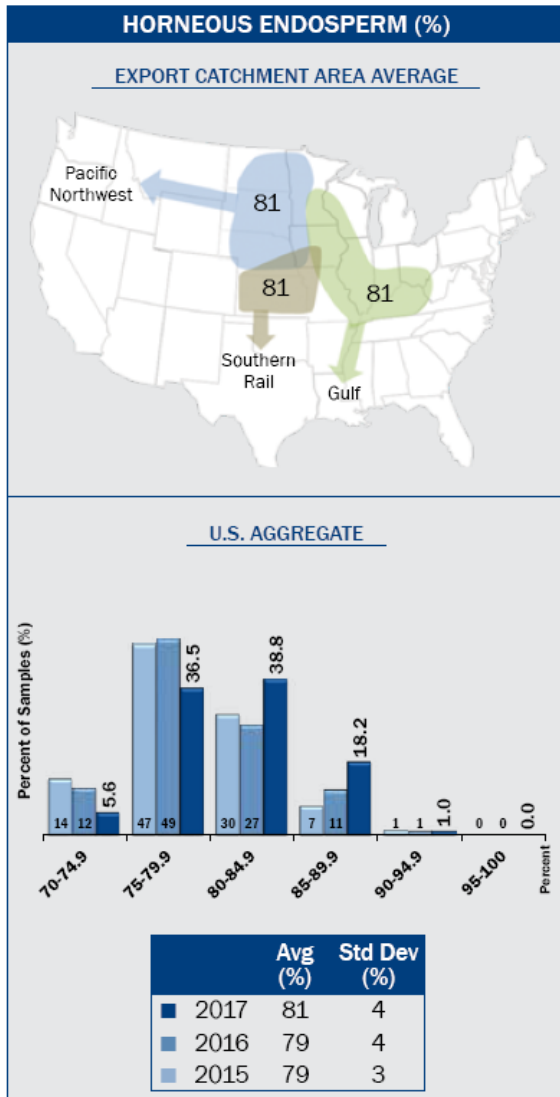 HORNEOUS ENDOSPERM (%)
EXPORT CATCHMENT AREA AVERAGE
Pacific
Northwest
81
81
81
Southern
Rail
Gulf
U.S. AGGREGATE
Percent of Samples (%)
14 12 5.6
47 49 36.5
30 27 38.8
7 11 18.2
1 1 1.0
0 0 0.0
70-74.9 75-79.9 80-84.9 85-89.9 90-94.9 95-100 Percent
Avg Std Dev
(%) (%)
2017 81 4
2016 79 4
2015 79 3